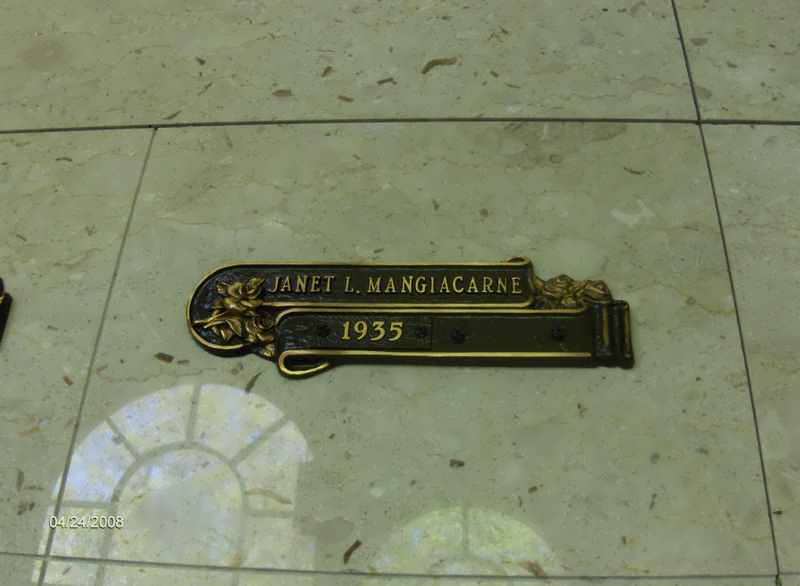 JANET L. MANGIACARNE
1935
04/24/2008